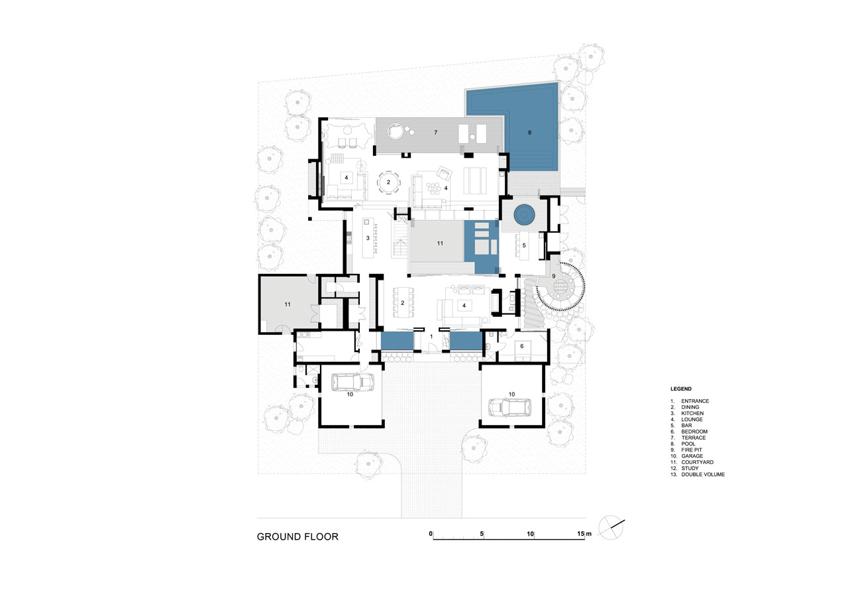 8
7
4
2
4
3
11
5
9
11
2
4
1
6
10
10
LEGEND
1. ENTRANCE
2. DINING
3. KITCHEN
4. LOUNGE
5. BAR
6. BEDROOM
7. TERRACE
8. POOL
9. FIRE PIT
10. GARAGE
11. COURTYARD
12. STUDY
13. DOUBLE VOLUME
GROUND FLOOR
0 5 10 15 m